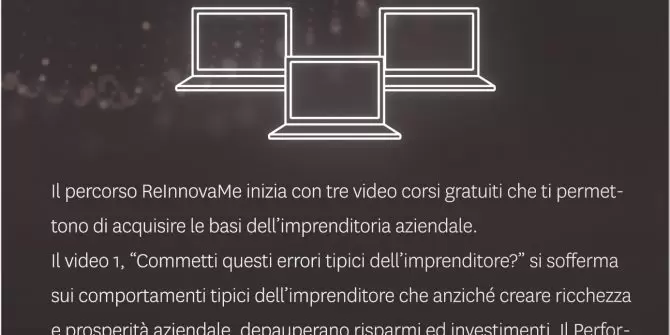 Il percorso ReInnovaMe inizia con tre video corsi gratuiti che ti permet-
tono di acquisire le basi dell'imprenditoria aziendale.
Il video 1, “Commetti questi errori tipici dell'imprenditore?” si sofferma
sui comportamenti tipici dell'imprenditore che anziché creare ricchezza
e prosperità aziendale, depauperano risparmi ed investimenti. Il Perfor-